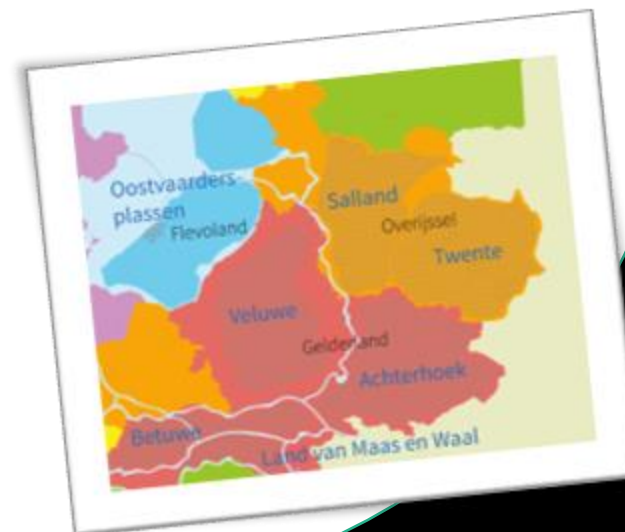 Oostvaarders-
plassen
Flevoland
Salland
Overijssel
Twente
Veluwe
Gelderland
Achterhoek
Betuwe
Land van Maas en Waal